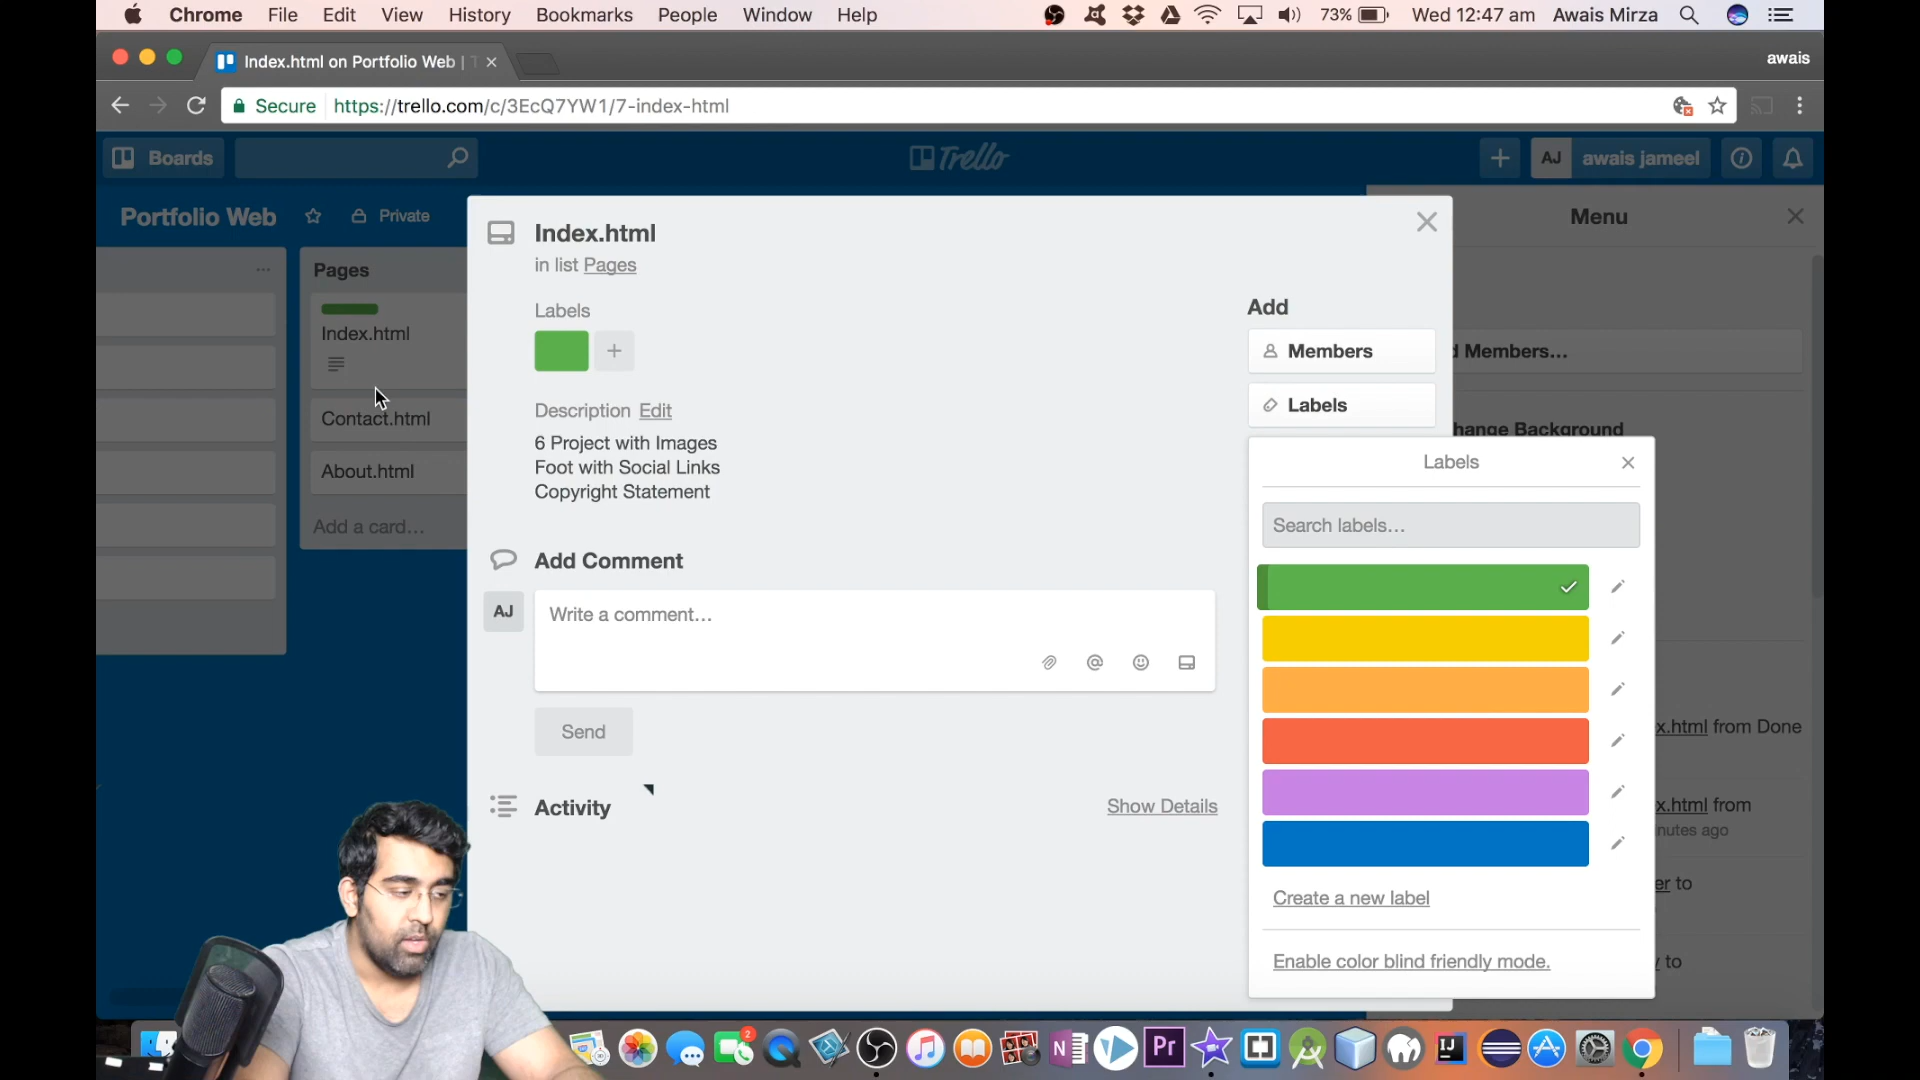 Chrome File Edit View History Bookmarks People Window Help 73% Wed 12:47 am Awais Mirza
Index.html on Portfolio Web | awais
Secure https://trello.com/c/3EcQ7YW1/7-index-html
Boards Trello AJ awais jameel
Portfolio Web Private
Menu
Pages
Index.html
Contact.html
About.html
Add a card…
Index.html
in list Pages
Labels
+
Description Edit
6 Project with Images
Foot with Social Links
Copyright Statement
Add Comment
AJ
Write a comment…
@
Send
Activity Show Details
Add
Members
Labels
Labels
Search labels…
Create a new label
Enable color blind friendly mode.
Members…
hange Background
x.html from Done
x.html from
nutes ago
er to
to
2
N
Pr
IJ